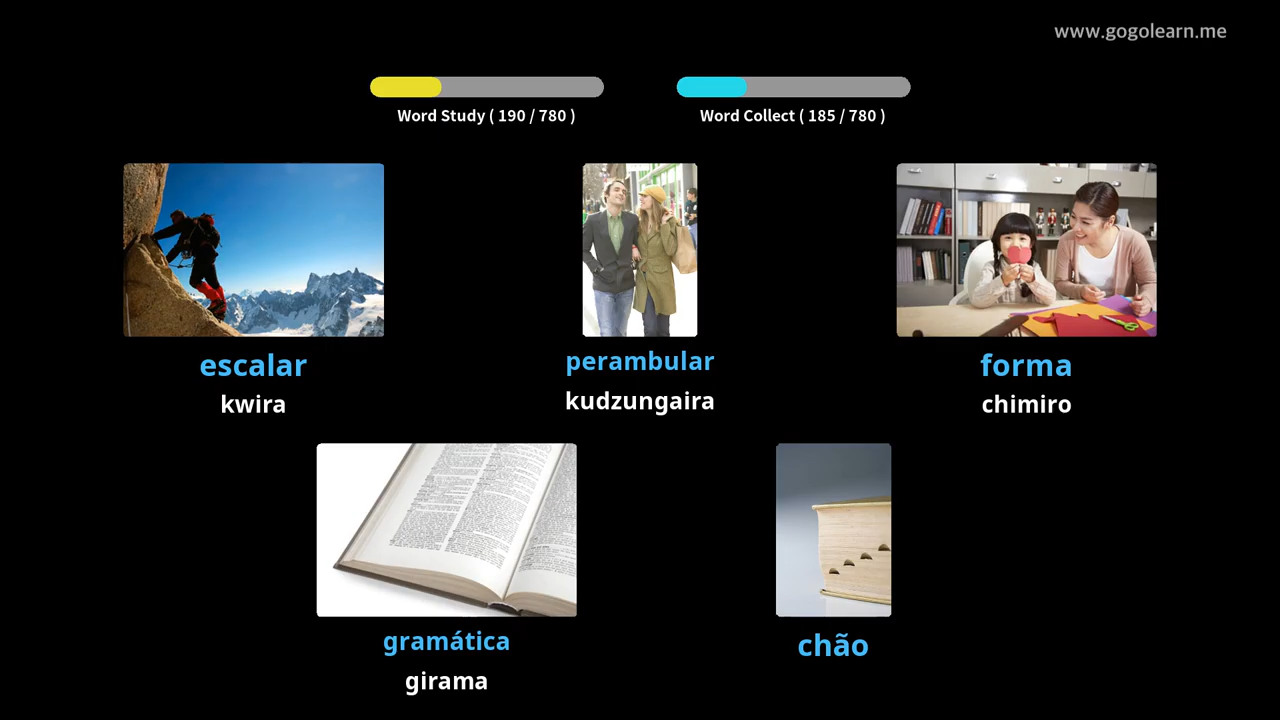 www.gogolearn.me
Word Study ( 190 / 780 )
Word Collect ( 185 / 780 )
escalar
kwira
perambular
kudzungaira
forma
chimiro
gramática
girama
chão